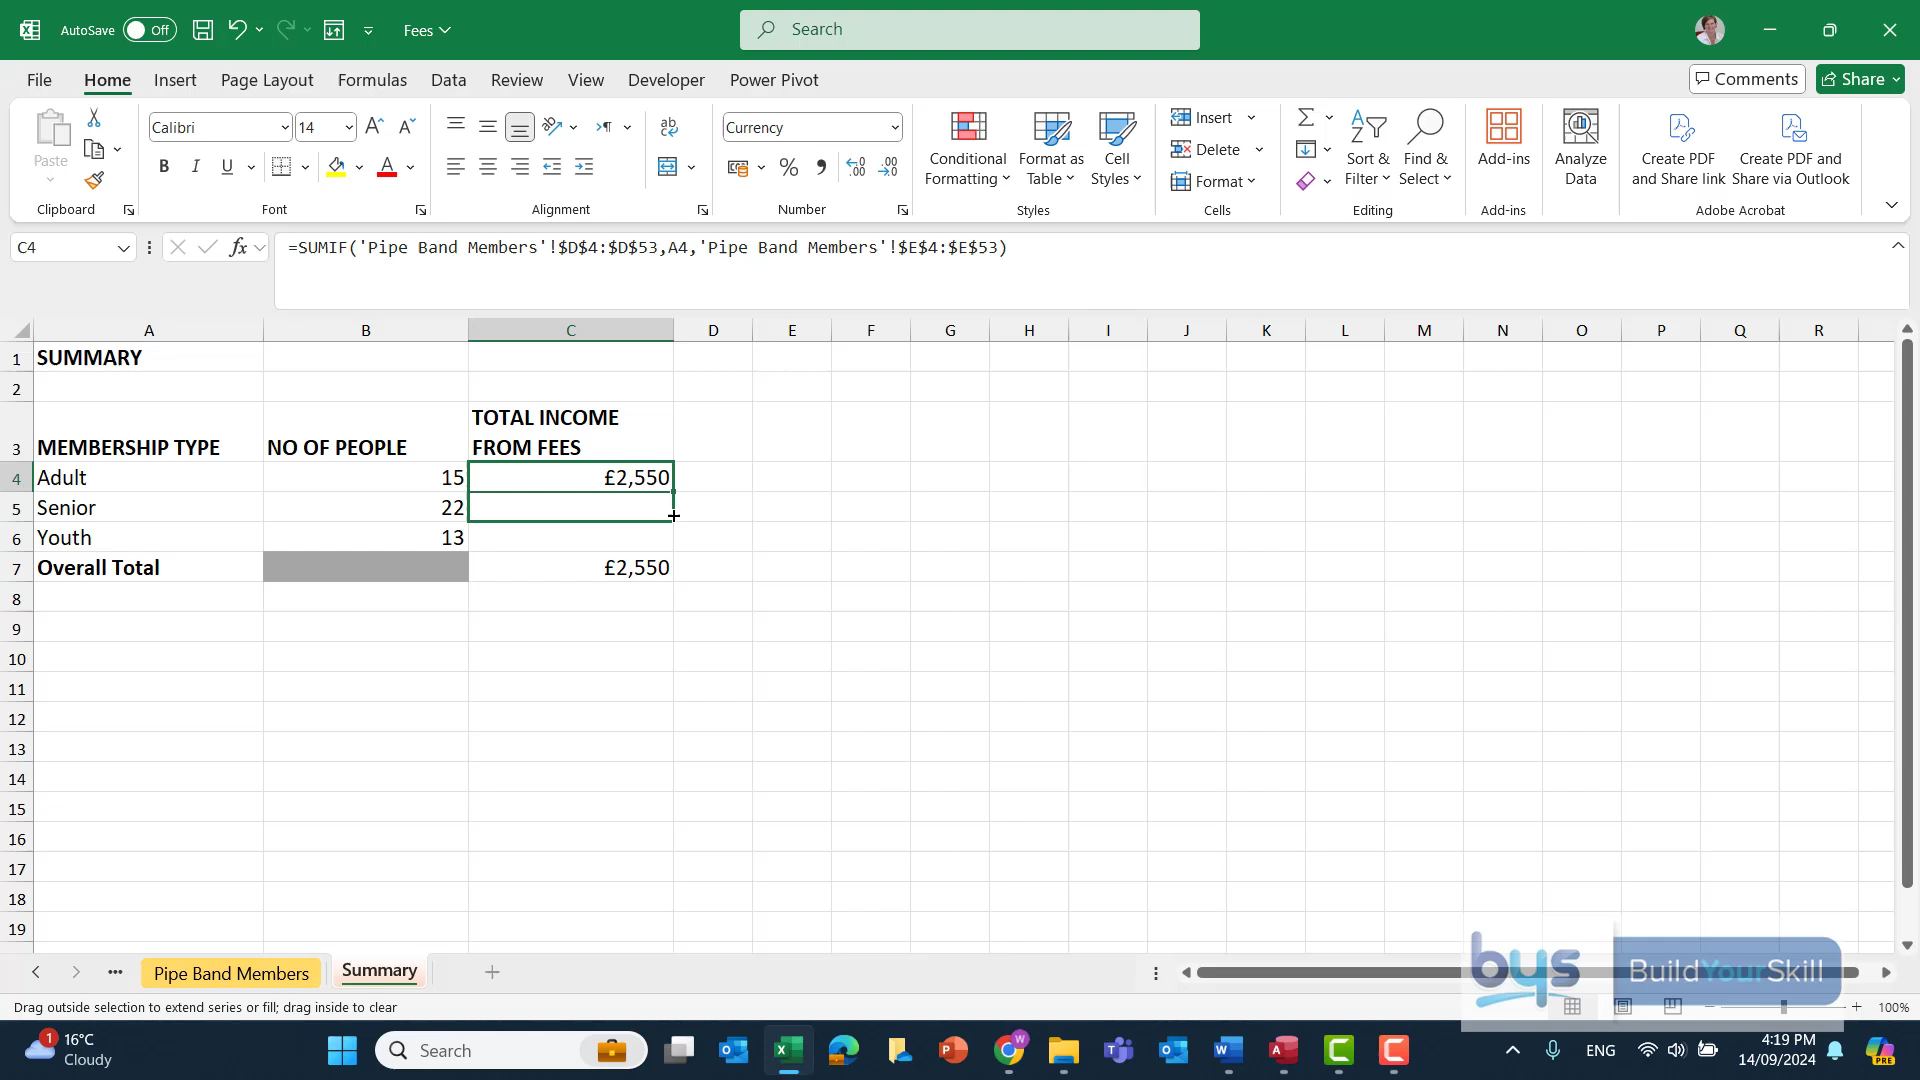 AutoSave Off Fees Search
File Home Insert Page Layout Formulas Data Review View Developer Power Pivot Comments Share
Paste Calibri 14 Currency Conditional Formatting Format as Table Cell Styles Insert Delete Format Sort & Filter Find & Select Add-ins Analyze Data Create PDF and Share link Create PDF and Share via Outlook
Clipboard Font Alignment Number Styles Cells Editing Add-ins Adobe Acrobat
C4 fx =SUMIF('Pipe Band Members'!$D$4:$D$53,A4,'Pipe Band Members'!$E$4:$E$53)
A B C D E F G H I J K L M N O P Q R
1 SUMMARY
2
3 MEMBERSHIP TYPE NO OF PEOPLE TOTAL INCOME FROM FEES
4 Adult 15 £2,550
5 Senior 22
6 Youth 13
7 Overall Total £2,550
8
9
10
11
12
13
14
15
16
17
18
19
Pipe Band Members Summary
bys BuildYourSkill
Drag outside selection to extend series or fill; drag inside to clear 100%
1 16°C Cloudy Search ENG 4:19 PM 14/09/2024